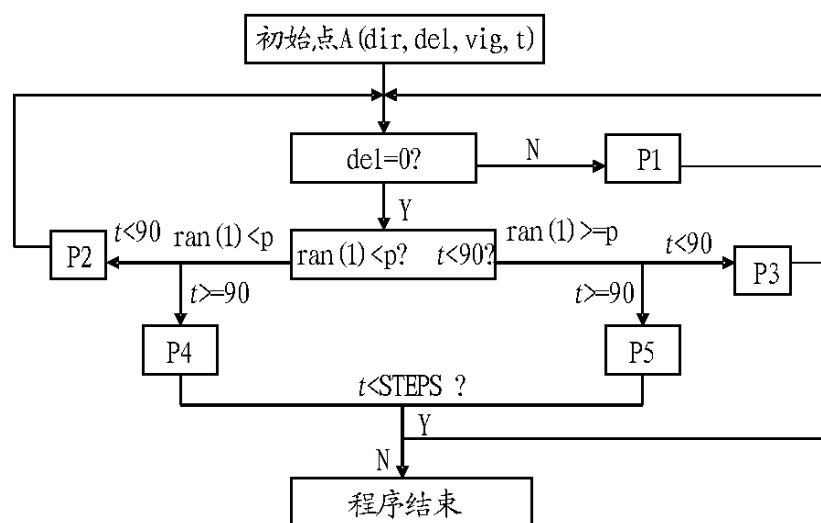 初始点A(dir, del, vig, t)
del=0?
N
P1
Y
t<90
ran(1)<p
ran(1)<p?
t<90?
ran(1)>=p
t<90
P2
P3
t>=90
t>=90
P4
P5
t<STEPS ?
Y
N
程序结束